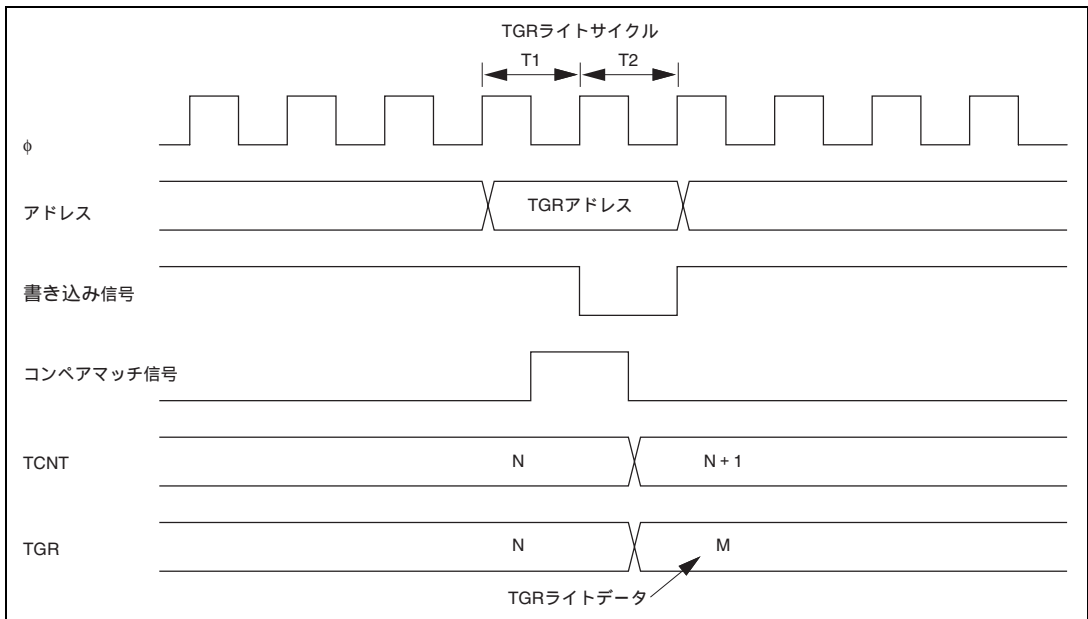 TGRライトサイクル
T1
T2
φ
アドレス
TGRアドレス
書き込み信号
コンペアマッチ信号
TCNT
N
N + 1
TGR
N
M
TGRライトデータ